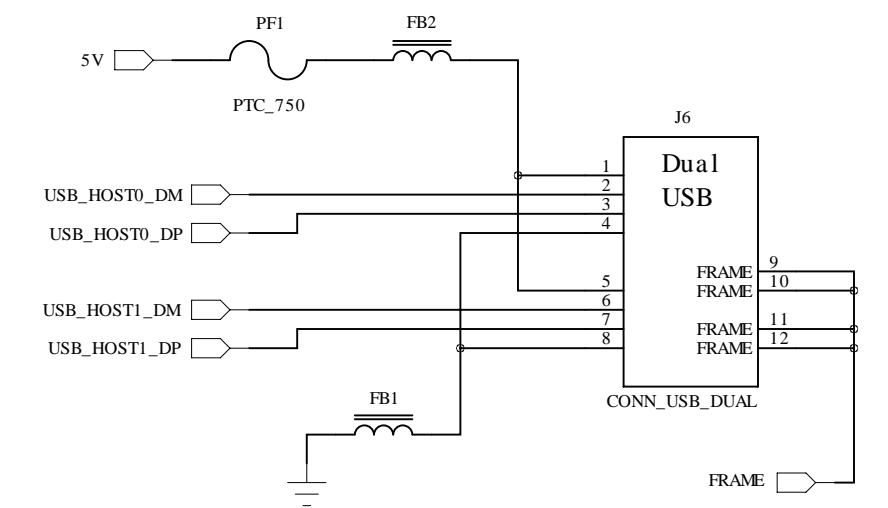 PF1
FB2
5V
PTC_750
J6
Dual
USB
1
2
3
4
5
6
7
8
USB_HOST0_DM
USB_HOST0_DP
USB_HOST1_DM
USB_HOST1_DP
FRAME 9
FRAME 10
FRAME 11
FRAME 12
CONN_USB_DUAL
FB1
FRAME